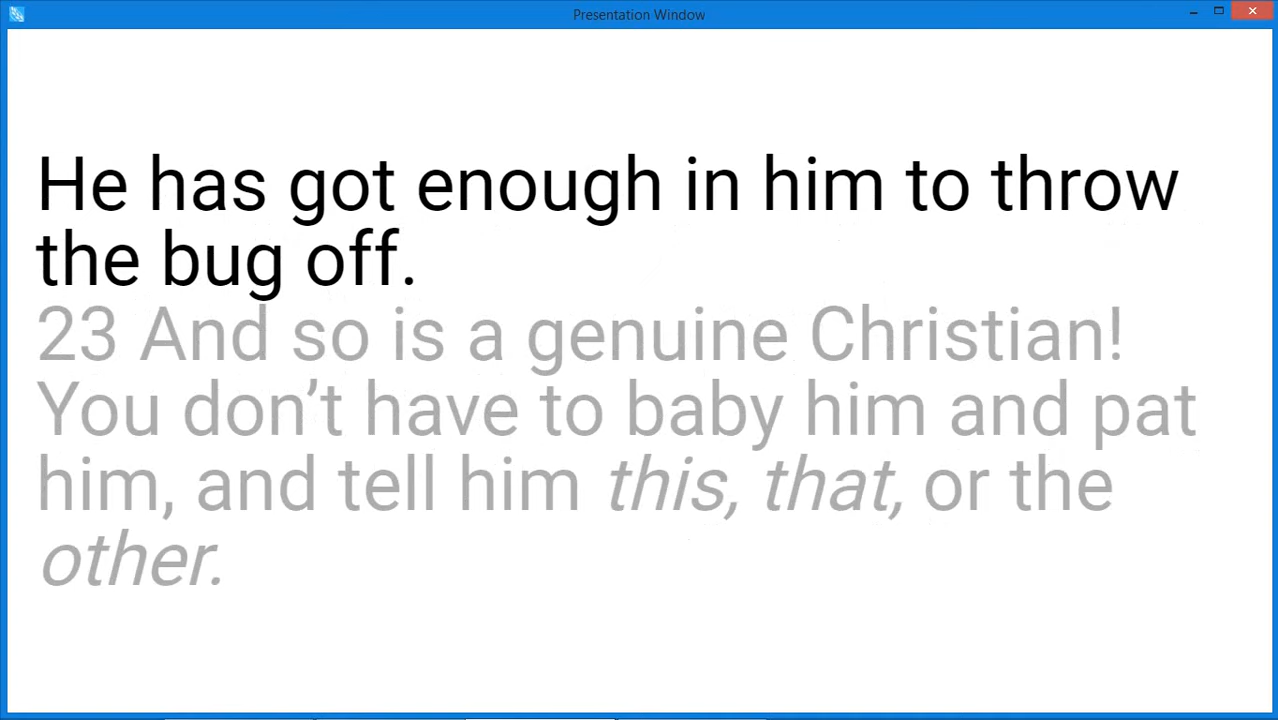 Presentation Window
He has got enough in him to throw
the bug off.
23 And so is a genuine Christian!
You don’t have to baby him and pat
him, and tell him this, that, or the
other.